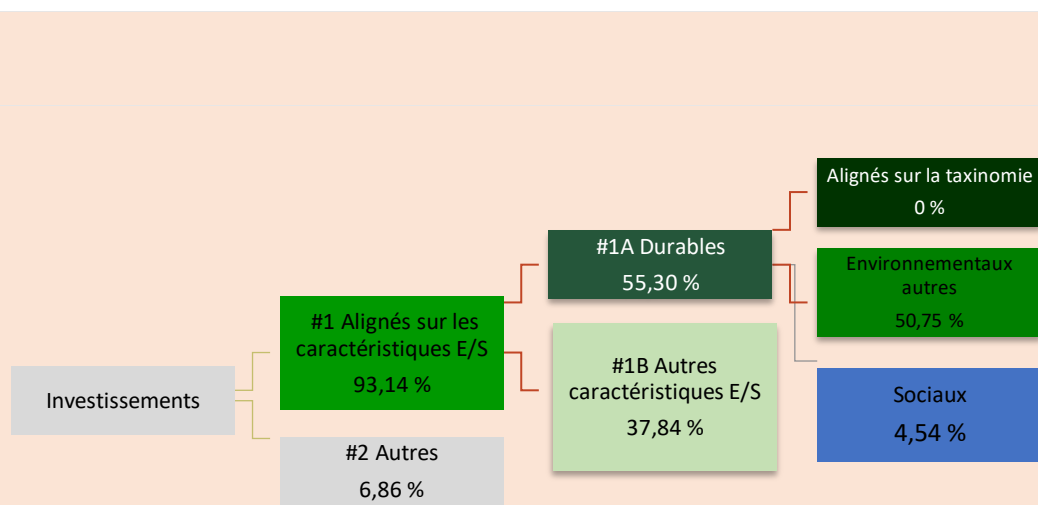 Investissements
#1 Alignés sur les
caractéristiques E/S
93,14 %
#2 Autres
6,86 %
#1A Durables
55,30 %
#1B Autres
caractéristiques E/S
37,84 %
Alignés sur la taxinomie
0 %
Environnementaux
autres
50,75 %
Sociaux
4,54 %